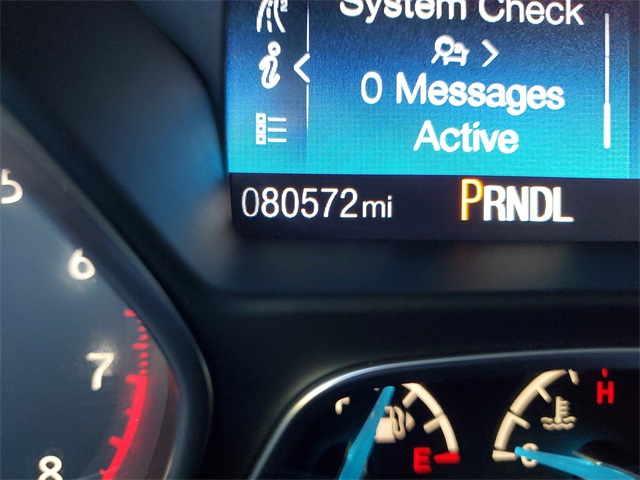 System Check
0 Messages
Active
080572mi PRNDL
5
6
7
8
E
C
H